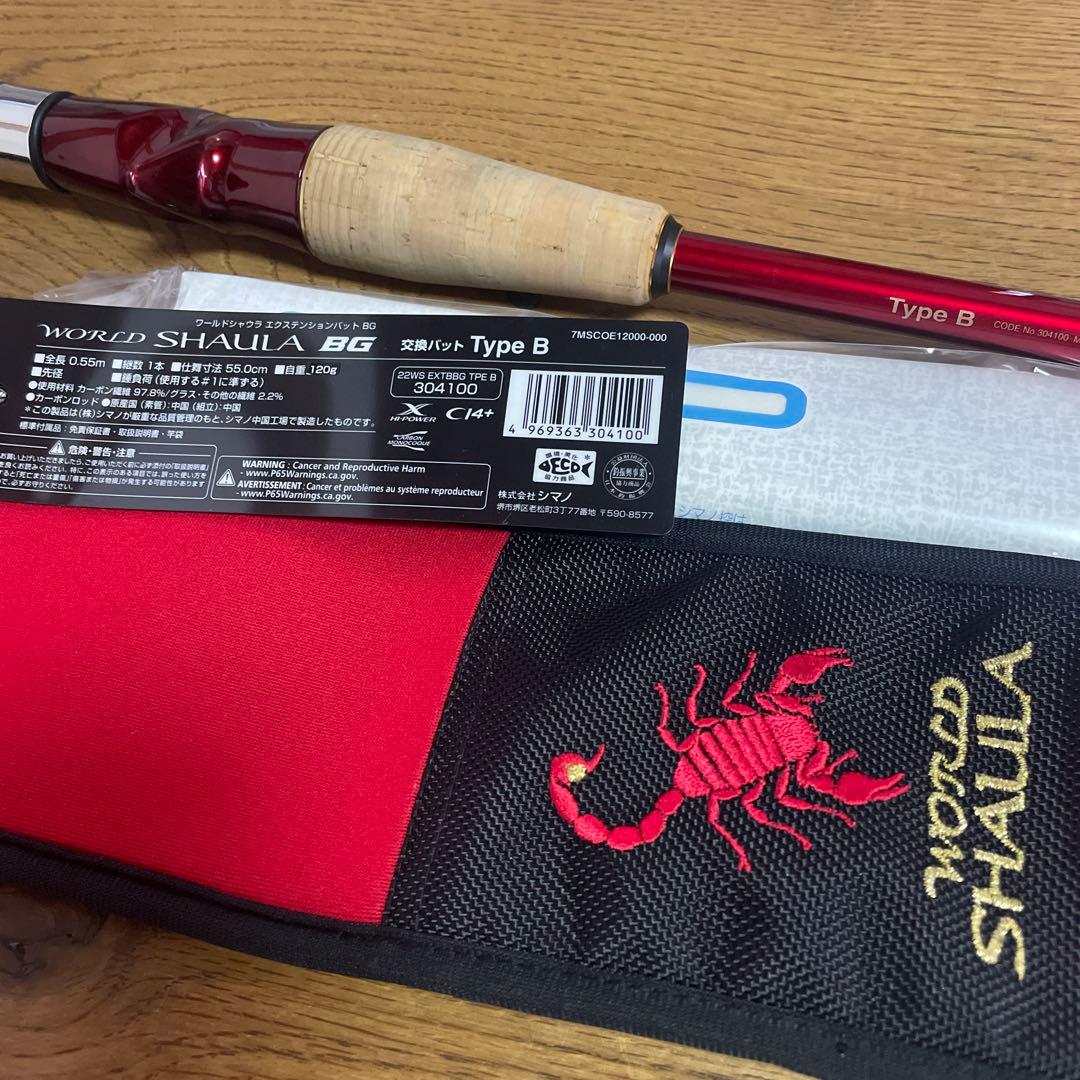 Type B CODE No 304100
ワールドシャウラ エクステンションバット BG
WORLD SHAULA BG 交換バット Type B
7MSCOE12000-000
■全長 0.55m ■継数 1本 ■仕舞寸法 55.0cm ■自重 120g
■先径 ■錘負荷 (使用する#1に準ずる)
●使用材料 カーボン繊維 97.8%/グラス・その他の繊維 2.2%
●カーボンロッド ●原産国 (素管):中国 (組立):中国
*この製品は(株)シマノが厳重な品質管理のもと、シマノ中国工場で製造したものです。
標準付属品:免責保証書・取扱説明書・竿袋
22WS EXTBBG TPE B
304100
X HI-POWER CI4+
CARBON MONOCOQUE
4 969363 304100
危険・警告・注意
WARNING : Cancer and Reproductive Harm
- www.P65Warnings.ca.gov.
AVERTISSEMENT : Cancer et problèmes au système reproducteur
- www.P65Warnings.ca.gov.
環境・美化
ECO
協力商品
株式会社 シマノ
堺市堺区老松町3丁77番地 〒590-8577
WORLD
SHAULA